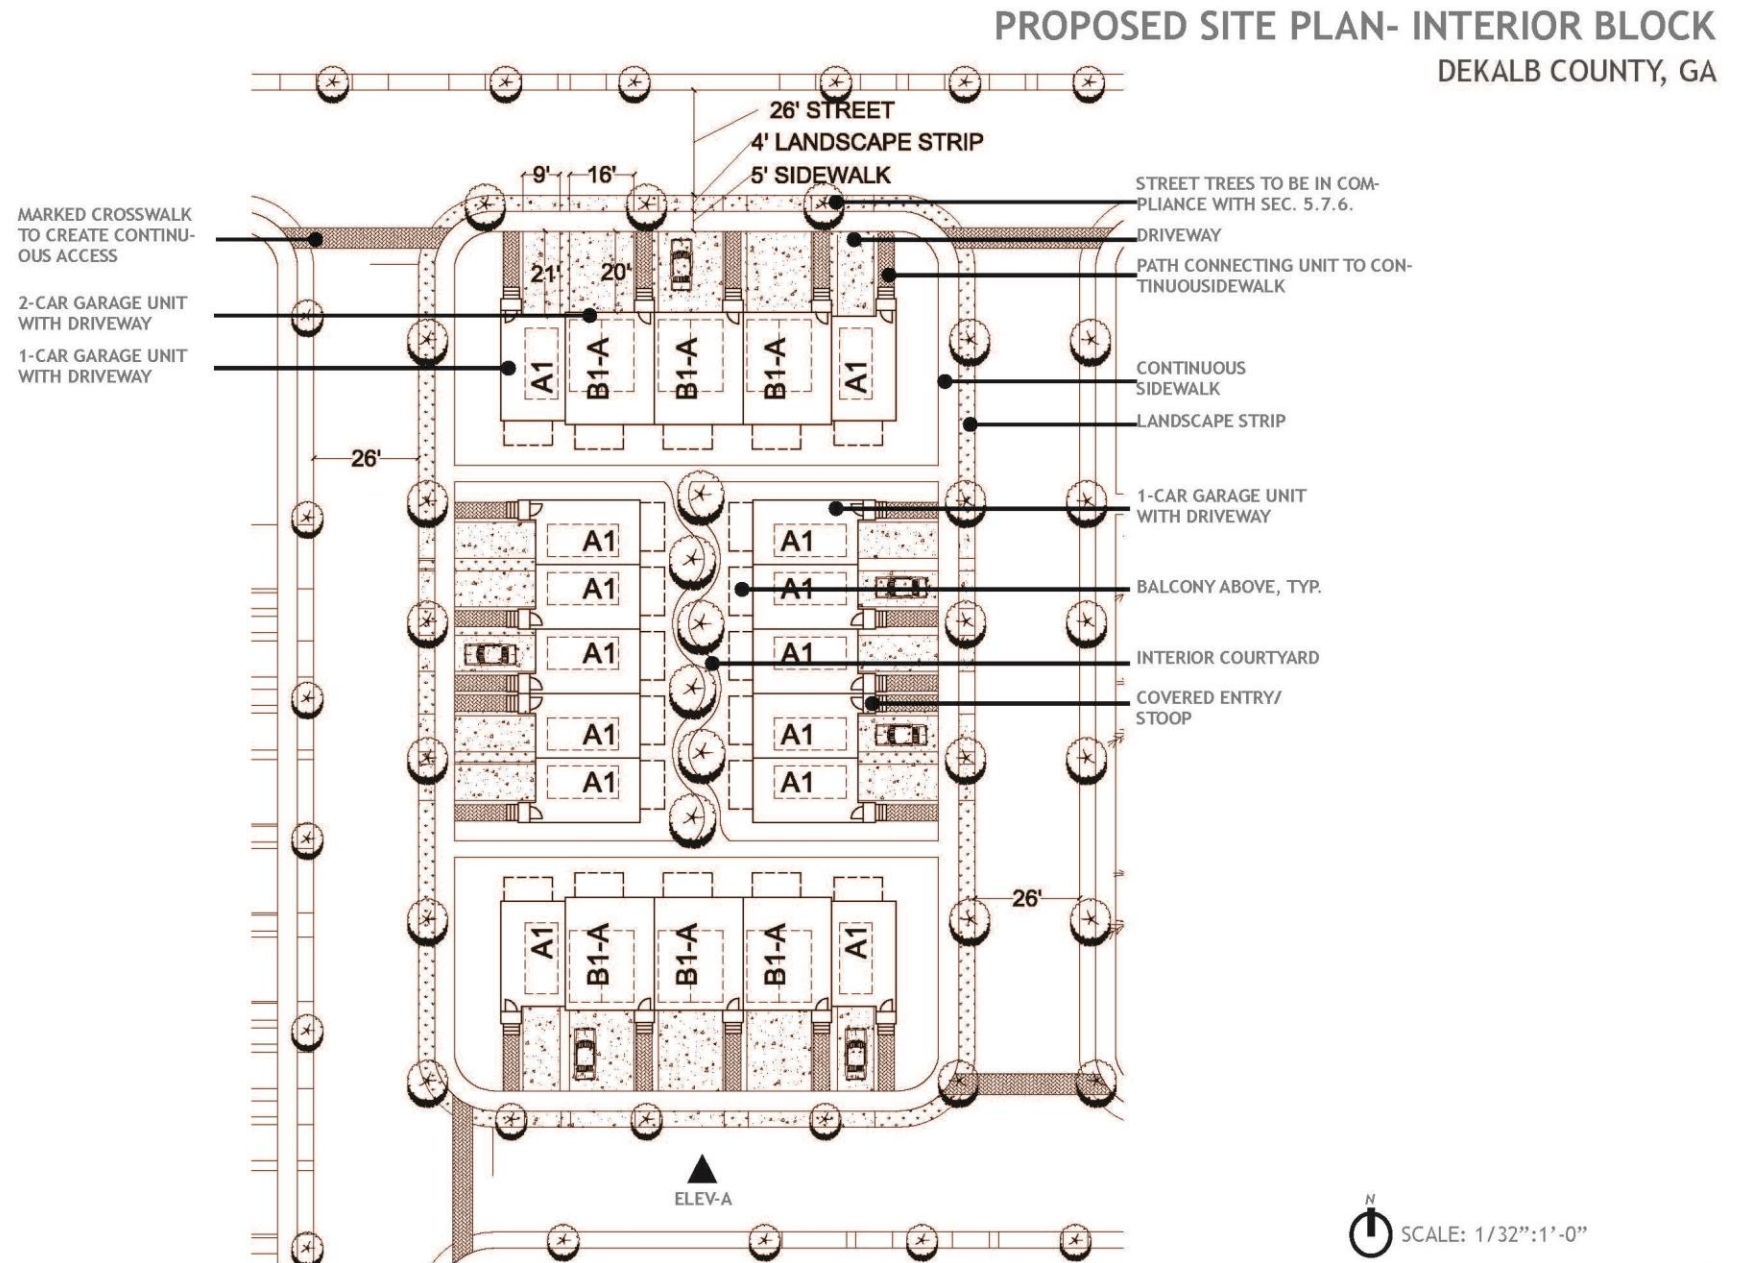 PROPOSED SITE PLAN- INTERIOR BLOCK
DEKALB COUNTY, GA
26' STREET
4' LANDSCAPE STRIP
5' SIDEWALK
9'
16'
21'
20'
MARKED CROSSWALK
TO CREATE CONTINU-
OUS ACCESS
2-CAR GARAGE UNIT
WITH DRIVEWAY
1-CAR GARAGE UNIT
WITH DRIVEWAY
STREET TREES TO BE IN COM-
PLIANCE WITH SEC. 5.7.6.
DRIVEWAY
PATH CONNECTING UNIT TO CON-
TINUOUSIDEWALK
CONTINUOUS
SIDEWALK
LANDSCAPE STRIP
1-CAR GARAGE UNIT
WITH DRIVEWAY
BALCONY ABOVE, TYP.
INTERIOR COURTYARD
COVERED ENTRY/
STOOP
A1
B1-A
B1-A
B1-A
A1
26'
A1
A1
A1
A1
A1
A1
A1
A1
A1
A1
26'
A1
B1-A
B1-A
B1-A
A1
ELEV-A
N
SCALE: 1/32”:1’-0”